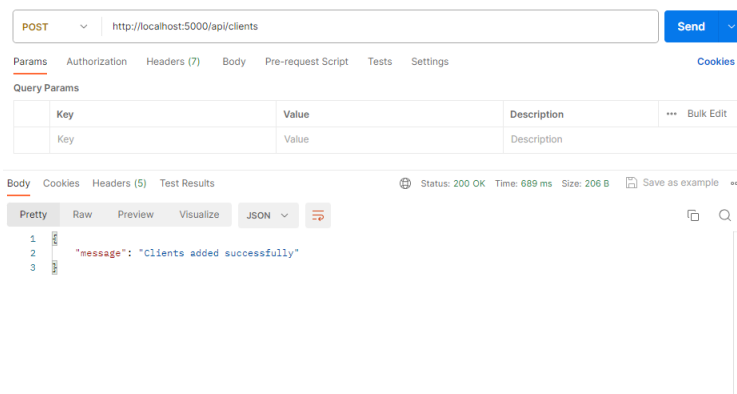 POST http://localhost:5000/api/clients Send
Params Authorization Headers (7) Body Pre-request Script Tests Settings Cookies
Query Params
Key Value Description ••• Bulk Edit
Key Value Description
Body Cookies Headers (5) Test Results Status: 200 OK Time: 689 ms Size: 206 B Save as example
Pretty Raw Preview Visualize JSON
1 {
2 "message": "Clients added successfully"
3 }